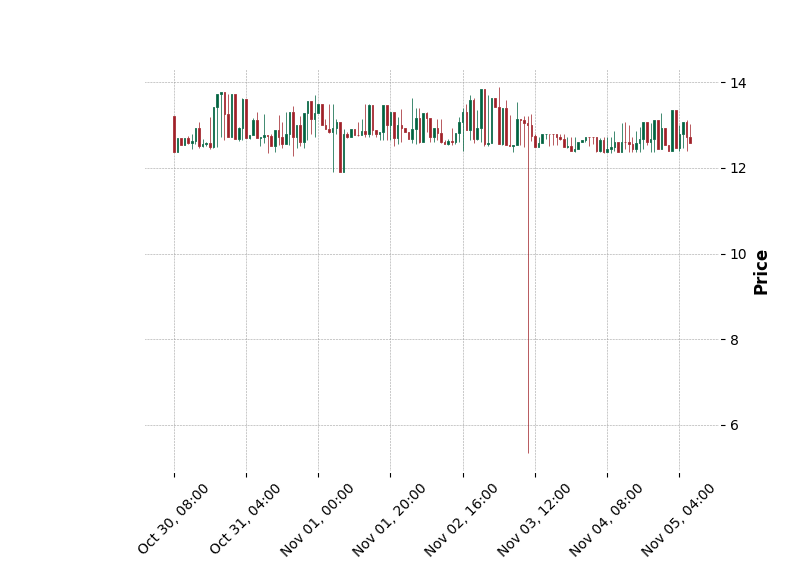 14
12
10
8
6
Price
Oct 30, 08:00
Oct 31, 04:00
Nov 01, 00:00
Nov 01, 20:00
Nov 02, 16:00
Nov 03, 12:00
Nov 04, 08:00
Nov 05, 04:00